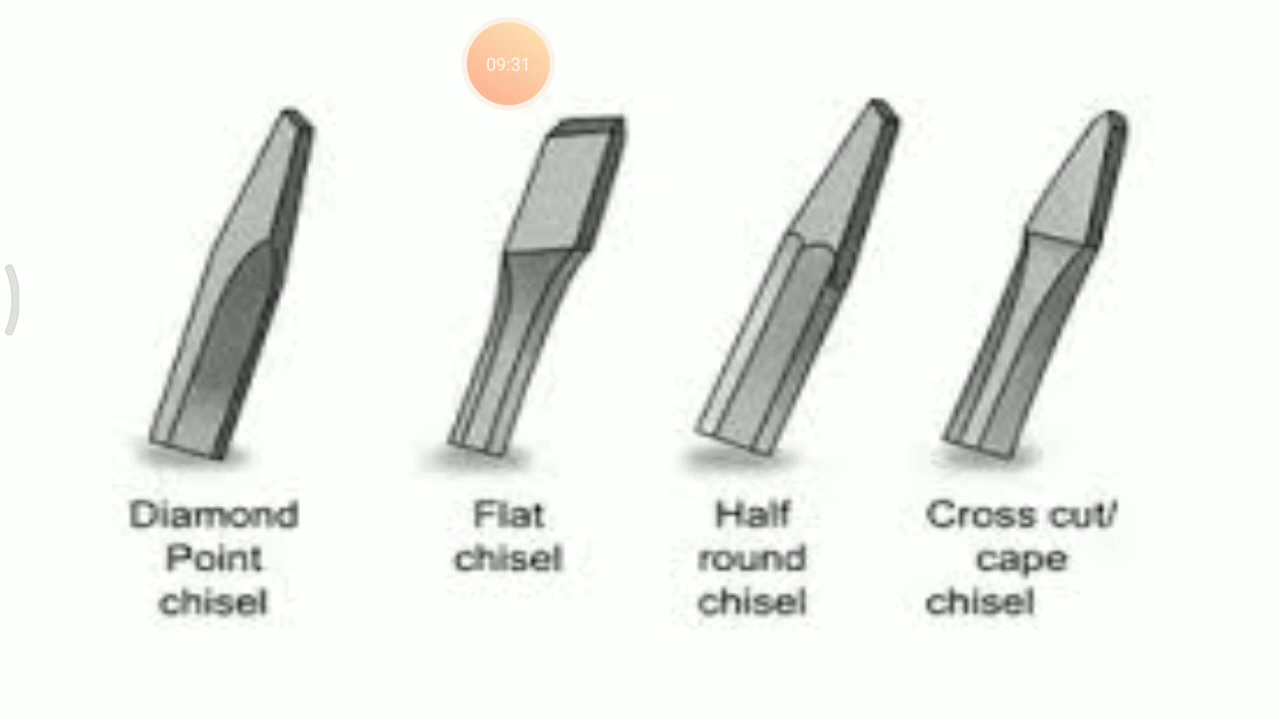 09:31
Diamond
Point
chisel
Flat
chisel
Half
round
chisel
Cross cut/
cape
chisel